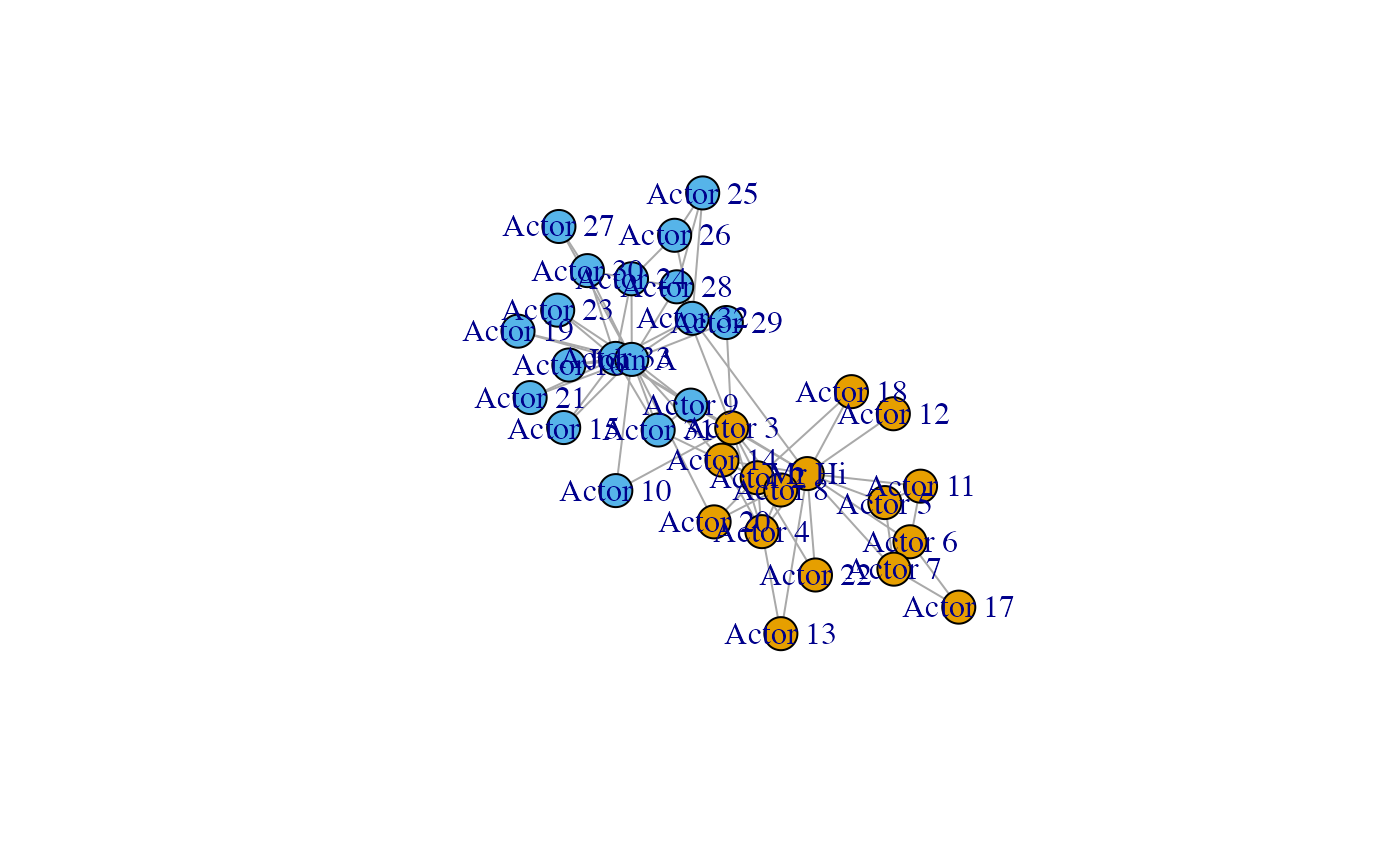 Actor 25
Actor 27
Actor 26
Actor 30
Actor 24
Actor 28
Actor 23
Actor 32
Actor 29
Actor 19
Actor 33
John A
Actor 16
Actor 18
Actor 21
Actor 9
Actor 12
Actor 15
Actor 31
Actor 3
Actor 14
Mr Hi
Actor 2
Actor 11
Actor 10
Actor 8
Actor 5
Actor 20
Actor 4
Actor 6
Actor 22
Actor 7
Actor 17
Actor 13